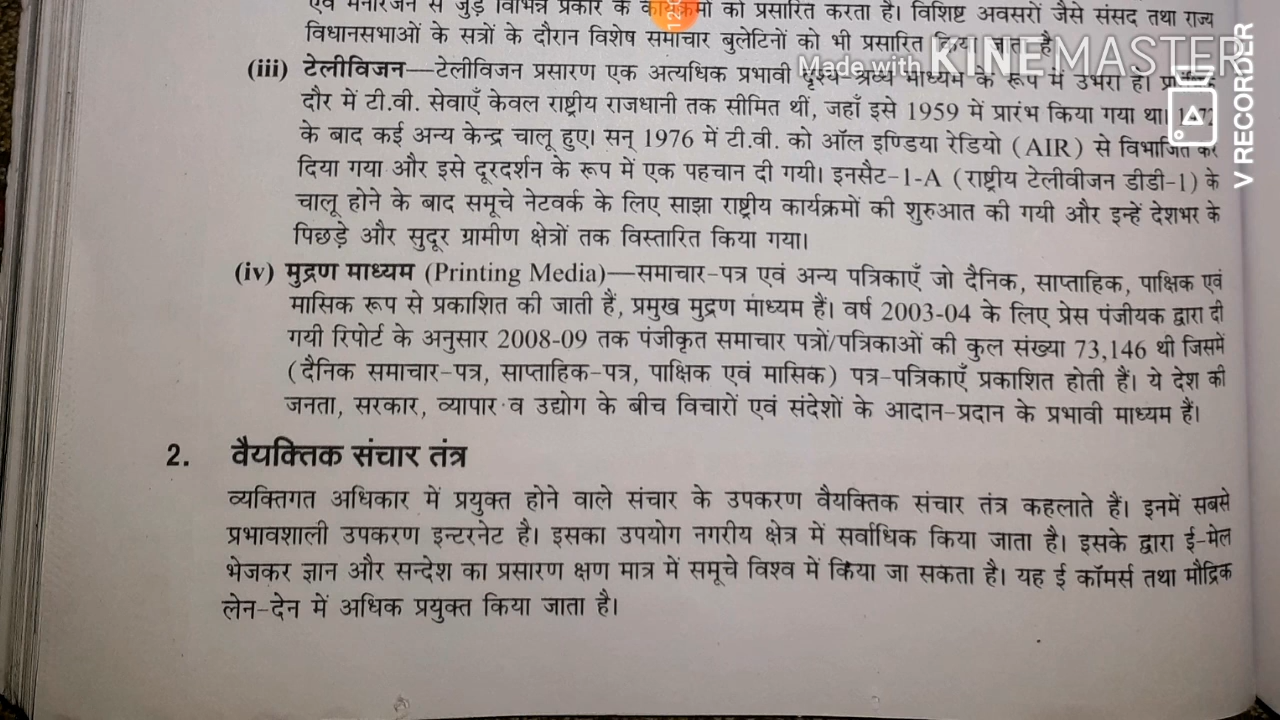 एवं मनोरंजन से जुड़े विभिन्न प्रकार के कार्यक्रमों को प्रसारित करता है। विशिष्ट अवसरों जैसे संसद तथा राज्य
विधानसभाओं के सत्रों के दौरान विशेष समाचार बुलेटिनों को भी प्रसारित किया जाता है
Made with KINEMASTER
V RECORDER
(iii) टेलीविजन—टेलीविजन प्रसारण एक अत्यधिक प्रभावी दृश्य-श्रव्य माध्यम के रूप में उभरा है।
दौर में टी.वी. सेवाएँ केवल राष्ट्रीय राजधानी तक सीमित थीं, जहाँ इसे 1959 में प्रारंभ किया गया था।
के बाद कई अन्य केन्द्र चालू हुए। सन् 1976 में टी.वी. को ऑल इण्डिया रेडियो (AIR) से विभाजित कर
दिया गया और इसे दूरदर्शन के रूप में एक पहचान दी गयी। इनसैट-1-A (राष्ट्रीय टेलीवीजन डीडी-1) के
चालू होने के बाद समूचे नेटवर्क के लिए साझा राष्ट्रीय कार्यक्रमों की शुरुआत की गयी और इन्हें देशभर के
पिछड़े और सुदूर ग्रामीण क्षेत्रों तक विस्तारित किया गया।
(iv) मुद्रण माध्यम (Printing Media)—समाचार-पत्र एवं अन्य पत्रिकाएँ जो दैनिक, साप्ताहिक, पाक्षिक एवं
मासिक रूप से प्रकाशित की जाती हैं, प्रमुख मुद्रण माध्यम हैं। वर्ष 2003-04 के लिए प्रेस पंजीयक द्वारा दी
गयी रिपोर्ट के अनुसार 2008-09 तक पंजीकृत समाचार पत्रों/पत्रिकाओं की कुल संख्या 73,146 थी जिसमें
(दैनिक समाचार-पत्र, साप्ताहिक-पत्र, पाक्षिक एवं मासिक) पत्र-पत्रिकाएँ प्रकाशित होती हैं। ये देश की
जनता, सरकार, व्यापार व उद्योग के बीच विचारों एवं संदेशों के आदान-प्रदान के प्रभावी माध्यम हैं।
2. वैयक्तिक संचार तंत्र
व्यक्तिगत अधिकार में प्रयुक्त होने वाले संचार के उपकरण वैयक्तिक संचार तंत्र कहलाते हैं। इनमें सबसे
प्रभावशाली उपकरण इन्टरनेट है। इसका उपयोग नगरीय क्षेत्र में सर्वाधिक किया जाता है। इसके द्वारा ई-मेल
भेजकर ज्ञान और सन्देश का प्रसारण क्षण मात्र में समूचे विश्व में किया जा सकता है। यह ई कॉमर्स तथा मौद्रिक
लेन-देन में अधिक प्रयुक्त किया जाता है।